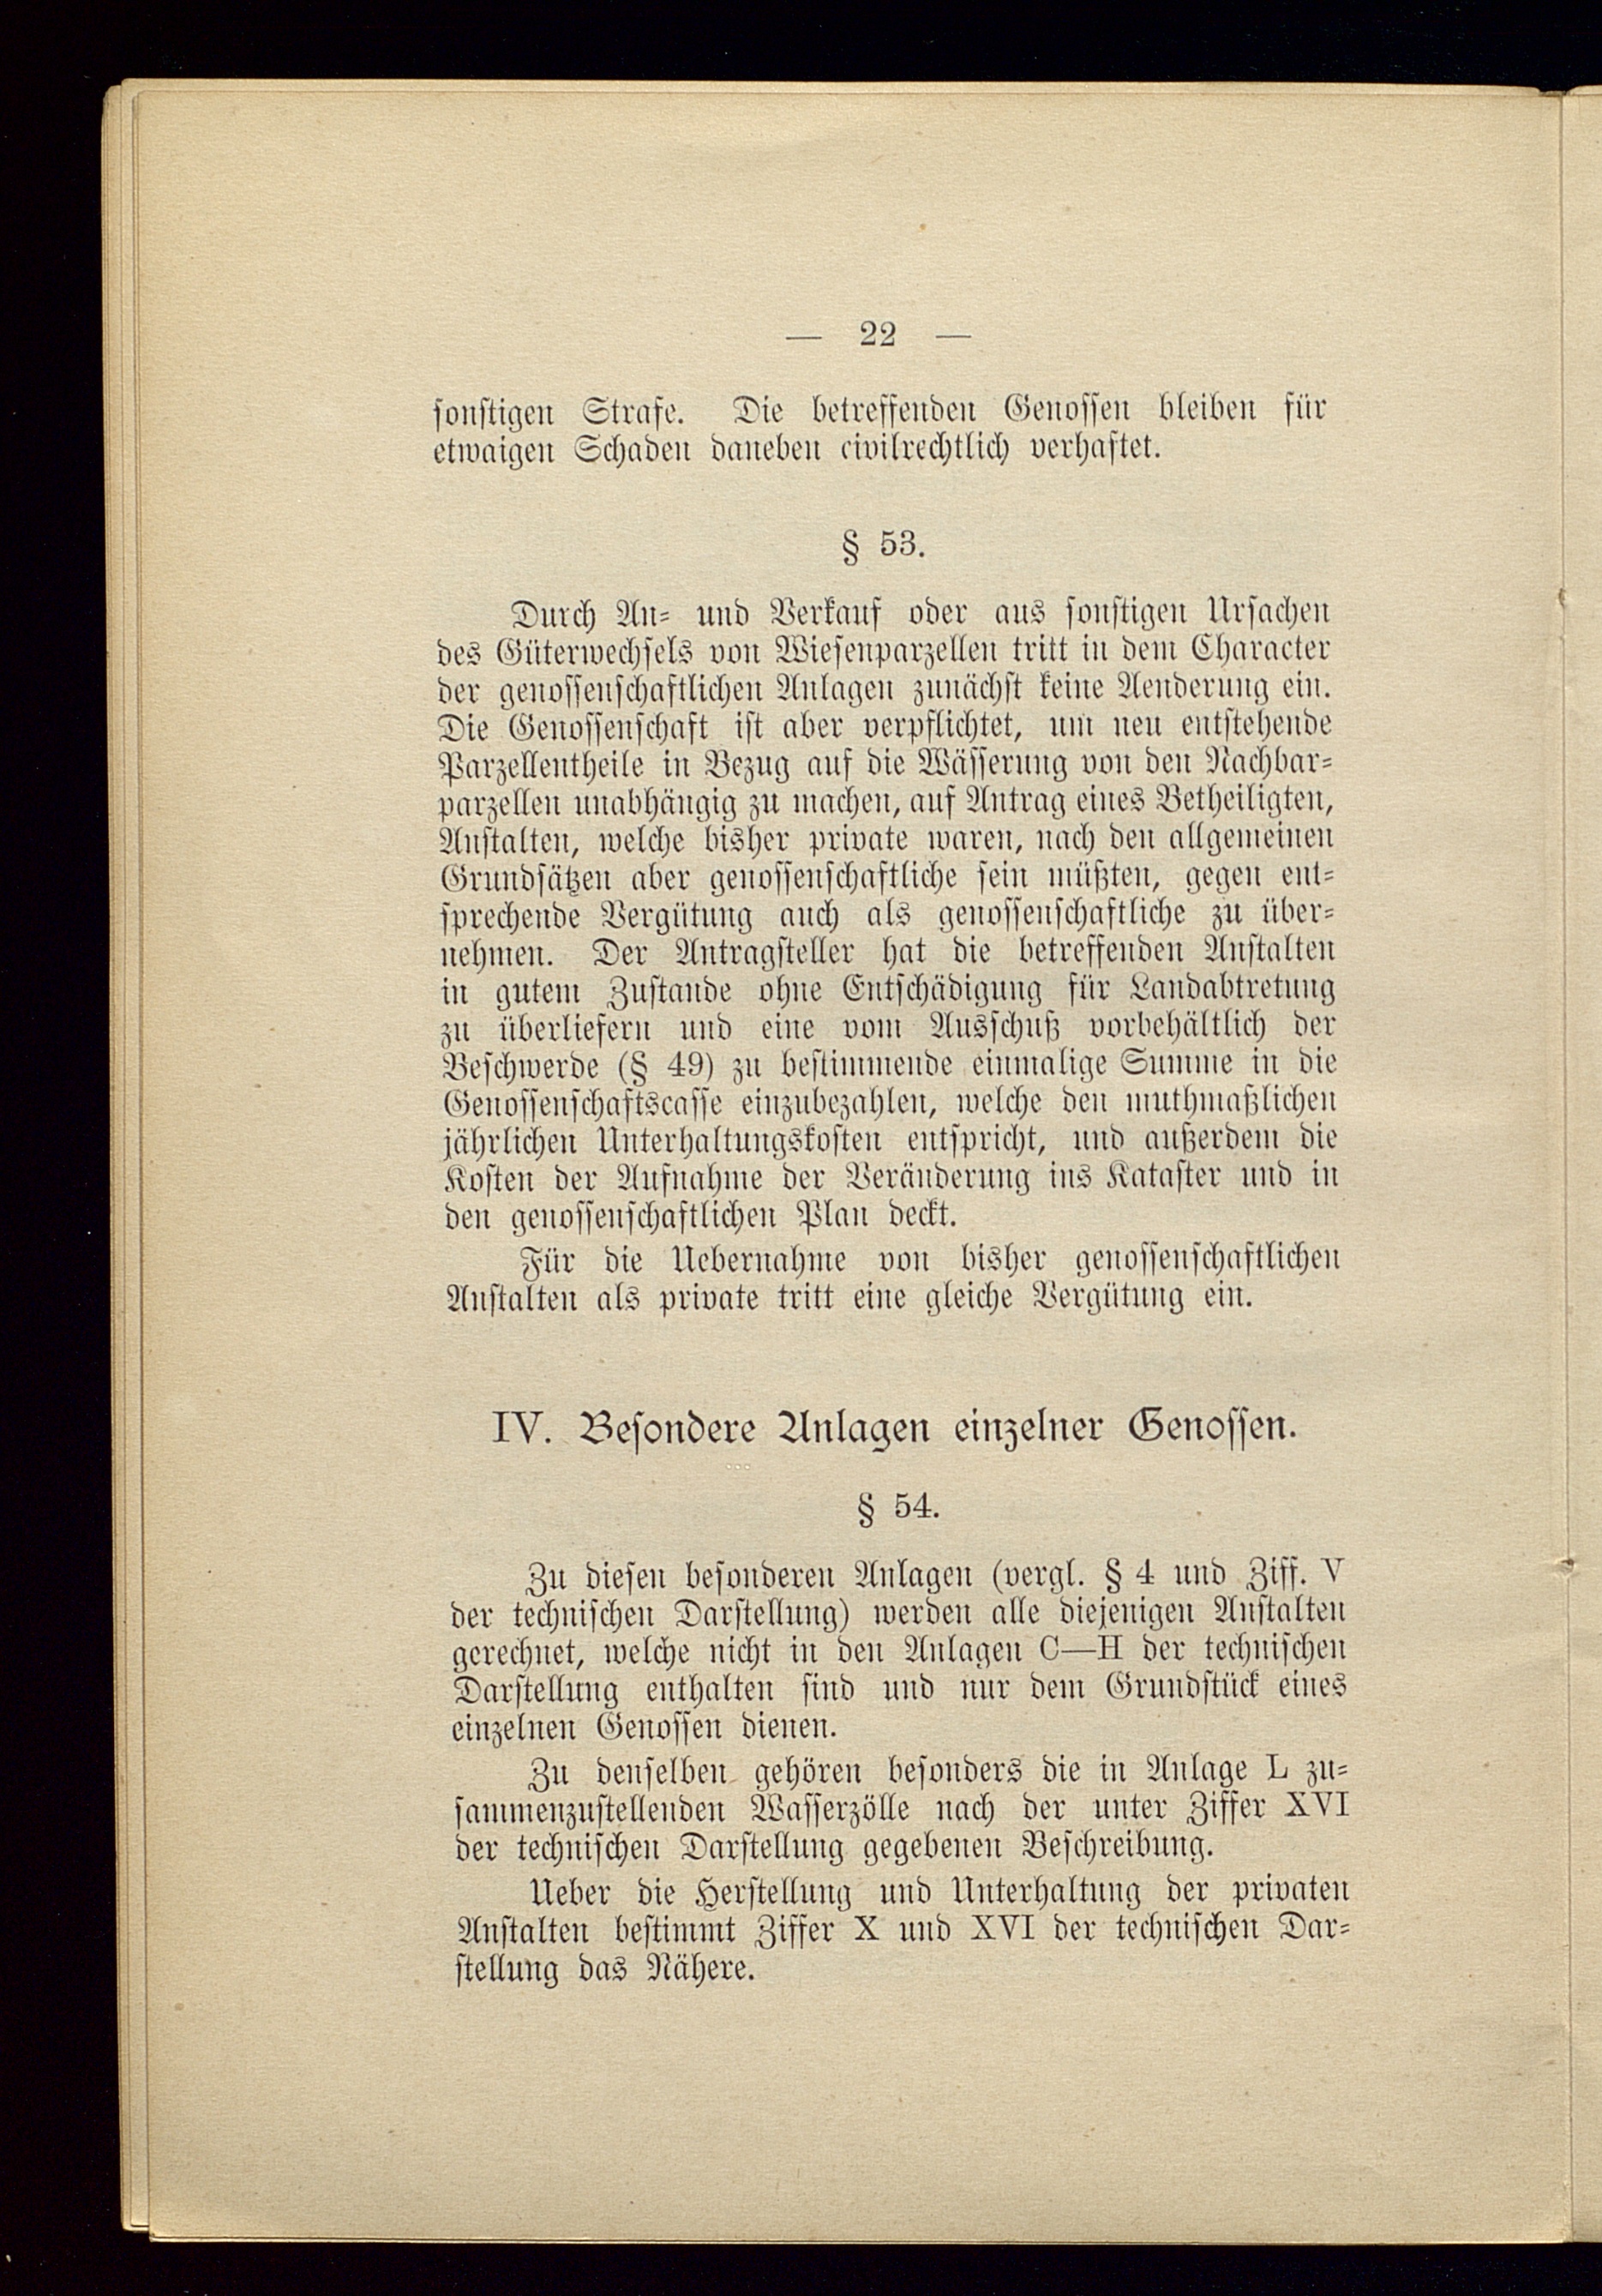 — 22 —
sonstigen Strafe. Die betreffenden Genossen bleiben für
etwaigen Schaden daneben civilrechtlich verhaftet.
§ 53.
Durch An- und Verkauf oder aus sonstigen Ursachen
des Güterwechsels von Wiesenparzellen tritt in dem Character
der genossenschaftlichen Anlagen zunächst keine Aenderung ein.
Die Genossenschaft ist aber verpflichtet, um neu entstehende
Parzellentheile in Bezug auf die Wässerung von den Nachbar-
parzellen unabhängig zu machen, auf Antrag eines Betheiligten,
Anstalten, welche bisher private waren, nach den allgemeinen
Grundsätzen aber genossenschaftliche sein müßten, gegen ent-
sprechende Vergütung auch als genossenschaftliche zu über-
nehmen. Der Antragsteller hat die betreffenden Anstalten
in gutem Zustande ohne Entschädigung für Landabtretung
zu überliefern und eine vom Ausschuß vorbehältlich der
Beschwerde (§ 49) zu bestimmende einmalige Summe in die
Genossenschaftscasse einzubezahlen, welche den muthmaßlichen
jährlichen Unterhaltungskosten entspricht, und außerdem die
Kosten der Aufnahme der Veränderung ins Kataster und in
den genossenschaftlichen Plan deckt.
Für die Uebernahme von bisher genossenschaftlichen
Anstalten als private tritt eine gleiche Vergütung ein.
IV. Besondere Anlagen einzelner Genossen.
§ 54.
Zu diesen besonderen Anlagen (vergl. § 4 und Ziff. V
der technischen Darstellung) werden alle diejenigen Anstalten
gerechnet, welche nicht in den Anlagen C—H der technischen
Darstellung enthalten sind und nur dem Grundstück eines
einzelnen Genossen dienen.
Zu denselben gehören besonders die in Anlage L zu-
sammenzustellenden Wasserzölle nach der unter Ziffer XVI
der technischen Darstellung gegebenen Beschreibung.
Ueber die Herstellung und Unterhaltung der privaten
Anstalten bestimmt Ziffer X und XVI der technischen Dar-
stellung das Nähere.